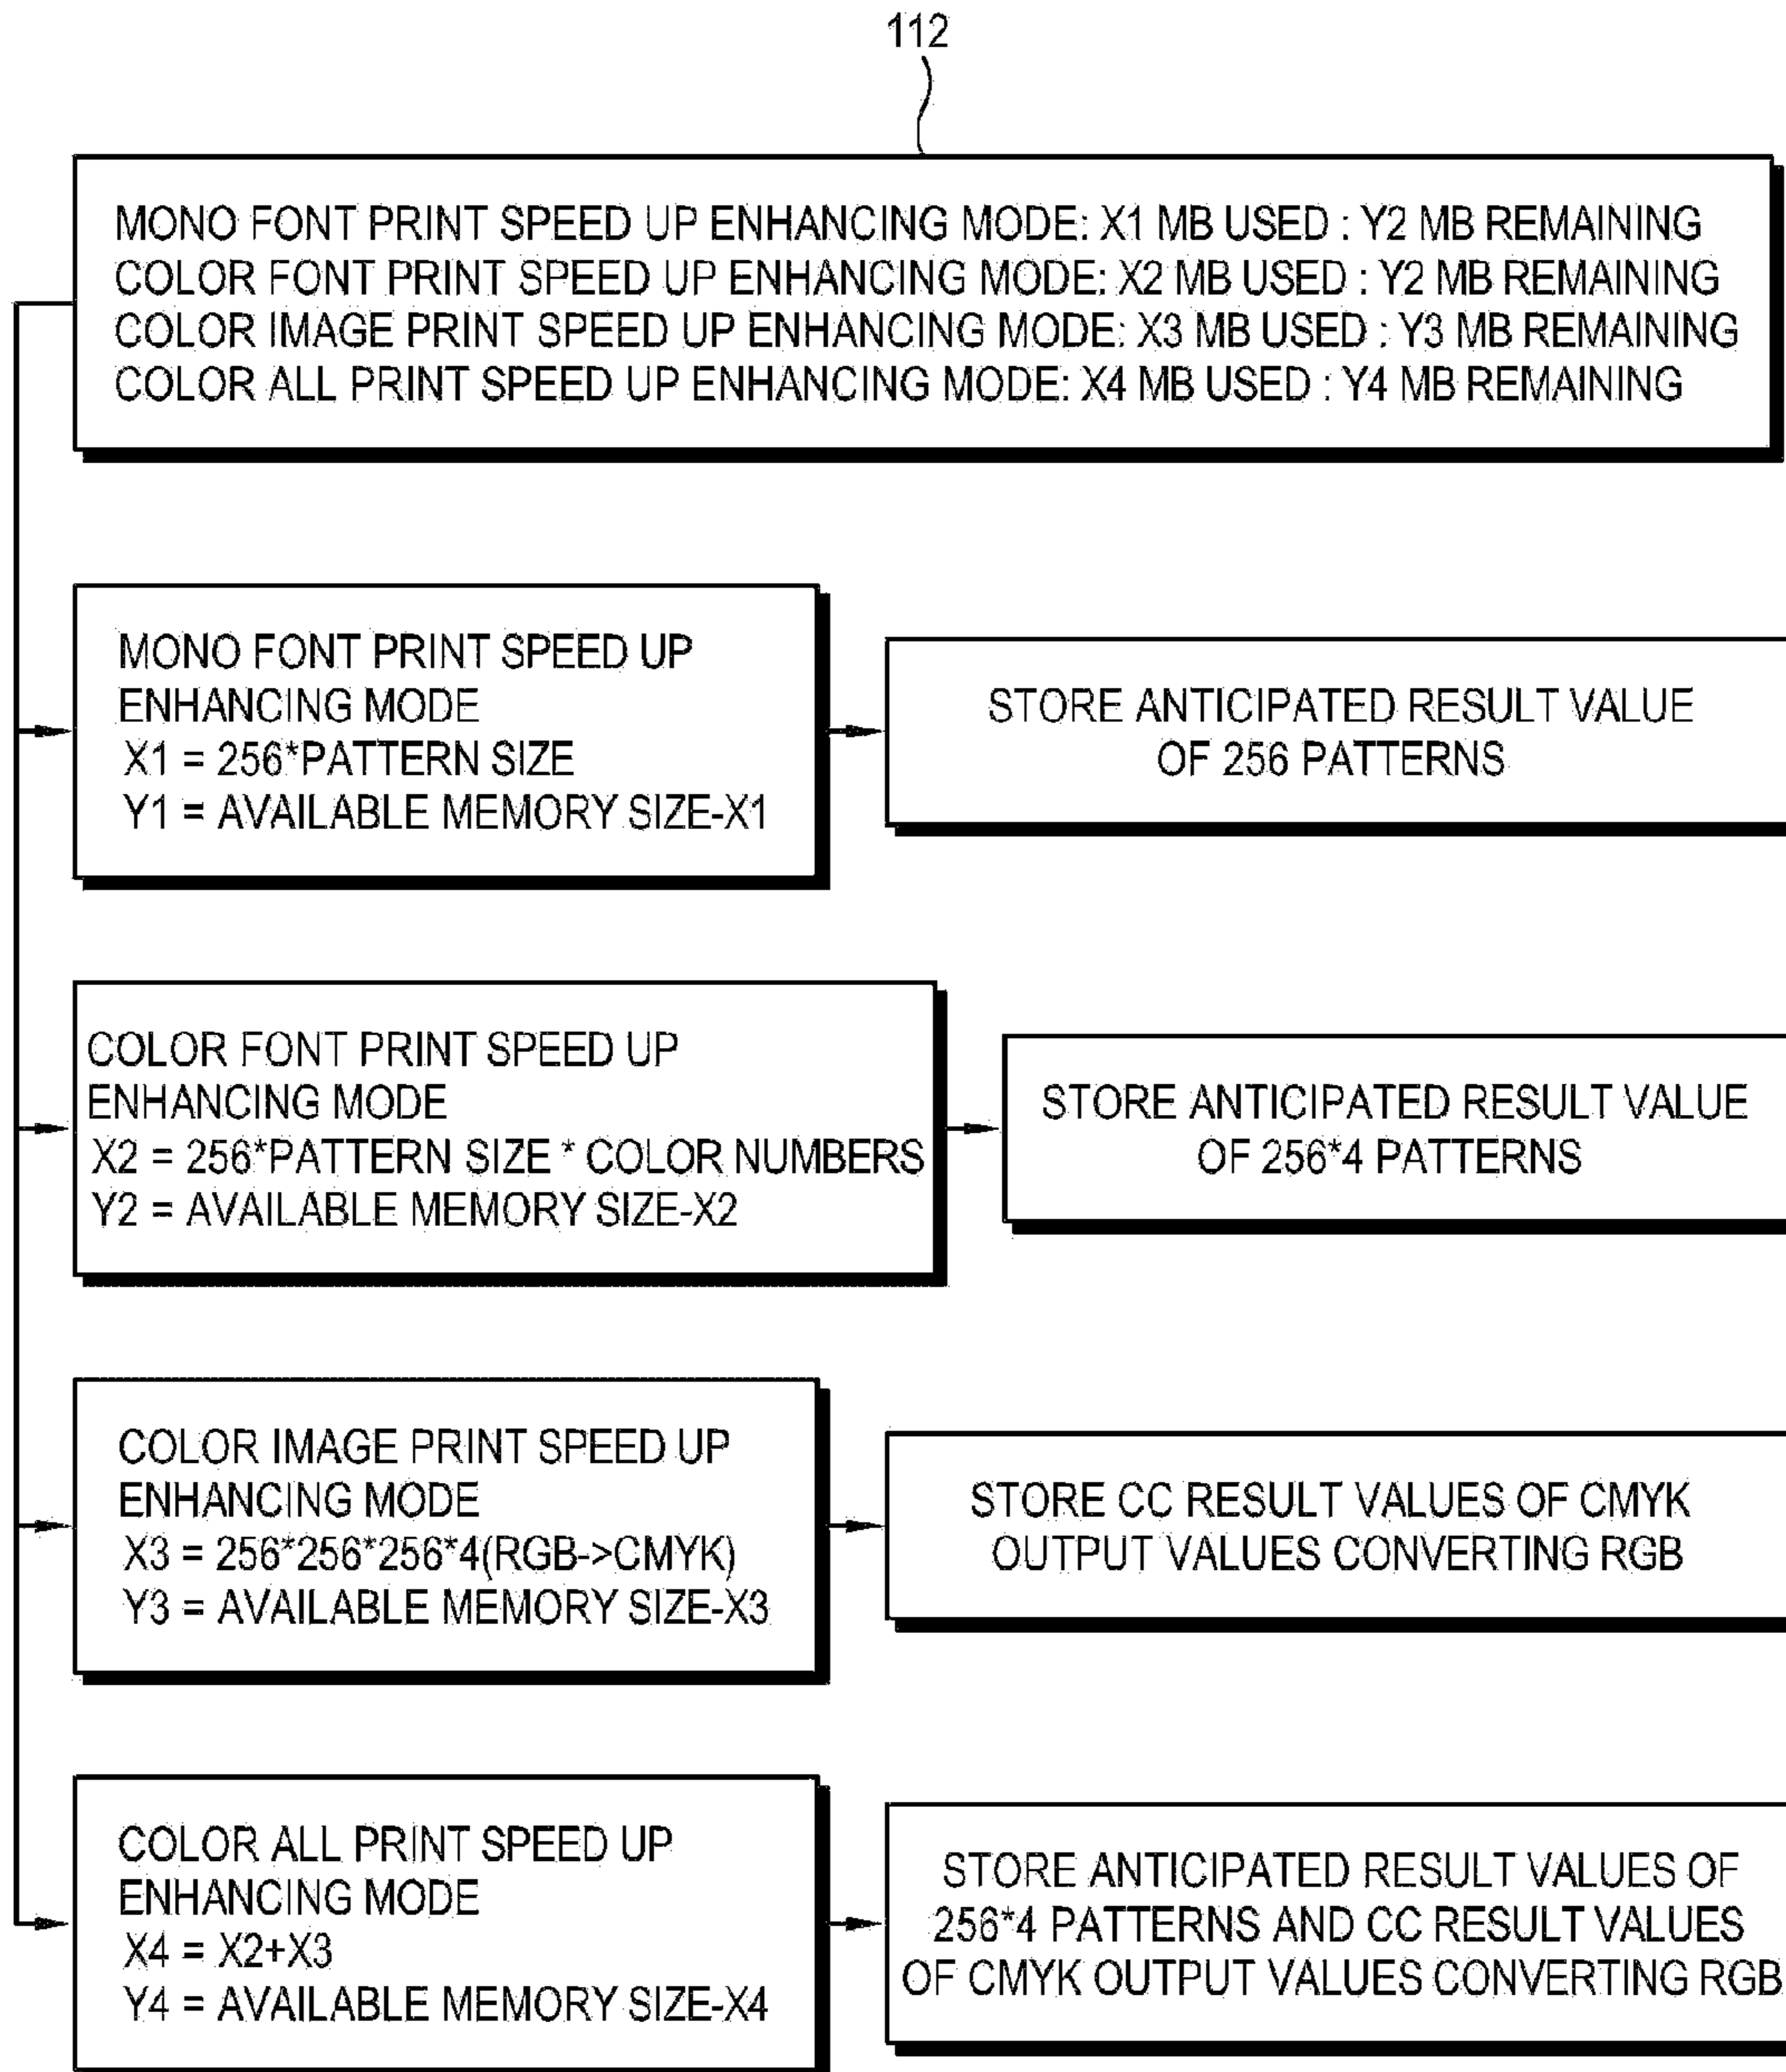 112
MONO FONT PRINT SPEED UP ENHANCING MODE: X1 MB USED : Y2 MB REMAINING
COLOR FONT PRINT SPEED UP ENHANCING MODE: X2 MB USED : Y2 MB REMAINING
COLOR IMAGE PRINT SPEED UP ENHANCING MODE: X3 MB USED : Y3 MB REMAINING
COLOR ALL PRINT SPEED UP ENHANCING MODE: X4 MB USED : Y4 MB REMAINING
MONO FONT PRINT SPEED UP
ENHANCING MODE
X1 = 256*PATTERN SIZE
Y1 = AVAILABLE MEMORY SIZE-X1
STORE ANTICIPATED RESULT VALUE
OF 256 PATTERNS
COLOR FONT PRINT SPEED UP
ENHANCING MODE
X2 = 256*PATTERN SIZE * COLOR NUMBERS
Y2 = AVAILABLE MEMORY SIZE-X2
STORE ANTICIPATED RESULT VALUE
OF 256*4 PATTERNS
COLOR IMAGE PRINT SPEED UP
ENHANCING MODE
X3 = 256*256*256*4(RGB->CMYK)
Y3 = AVAILABLE MEMORY SIZE-X3
STORE CC RESULT VALUES OF CMYK
OUTPUT VALUES CONVERTING RGB
COLOR ALL PRINT SPEED UP
ENHANCING MODE
X4 = X2+X3
Y4 = AVAILABLE MEMORY SIZE-X4
STORE ANTICIPATED RESULT VALUES OF
256*4 PATTERNS AND CC RESULT VALUES
OF CMYK OUTPUT VALUES CONVERTING RGB